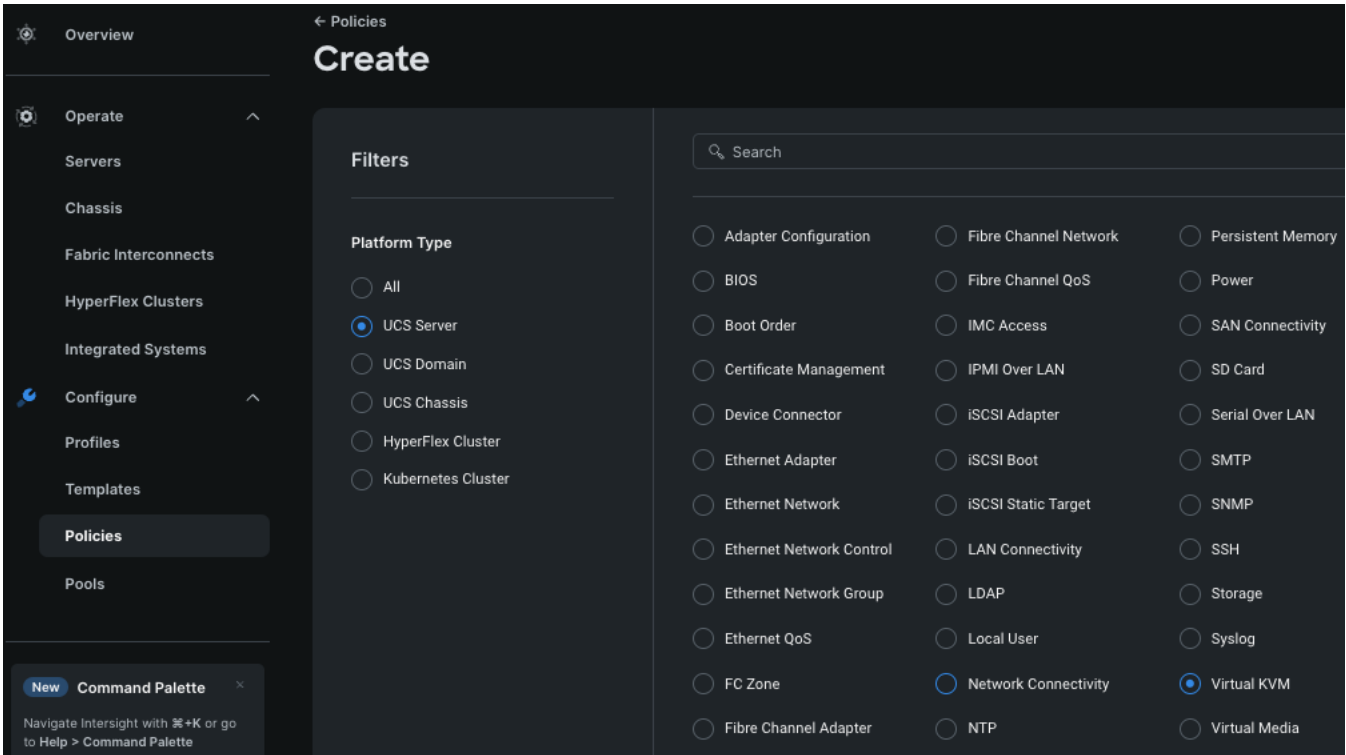 Overview
Operate
Servers
Chassis
Fabric Interconnects
HyperFlex Clusters
Integrated Systems
Configure
Profiles
Templates
Policies
Pools
New Command Palette ×
Navigate Intersight with ⌘+K or go
to Help > Command Palette
← Policies
Create
Filters
Platform Type
All
UCS Server
UCS Domain
UCS Chassis
HyperFlex Cluster
Kubernetes Cluster
Search
Adapter Configuration
BIOS
Boot Order
Certificate Management
Device Connector
Ethernet Adapter
Ethernet Network
Ethernet Network Control
Ethernet Network Group
Ethernet QoS
FC Zone
Fibre Channel Adapter
Fibre Channel Network
Fibre Channel QoS
IMC Access
IPMI Over LAN
iSCSI Adapter
iSCSI Boot
iSCSI Static Target
LAN Connectivity
LDAP
Local User
Network Connectivity
NTP
Persistent Memory
Power
SAN Connectivity
SD Card
Serial Over LAN
SMTP
SNMP
SSH
Storage
Syslog
Virtual KVM
Virtual Media